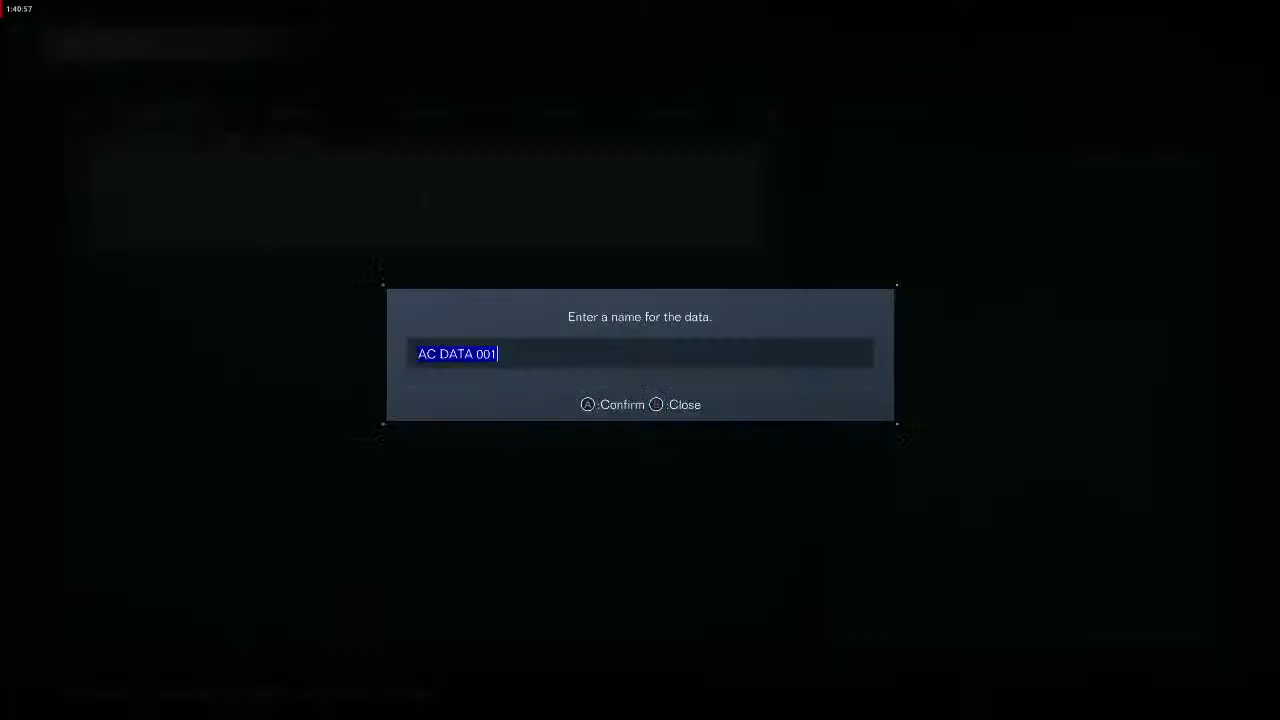 1:40:57
Enter a name for the data.
AC DATA 001
A :Confirm B :Close